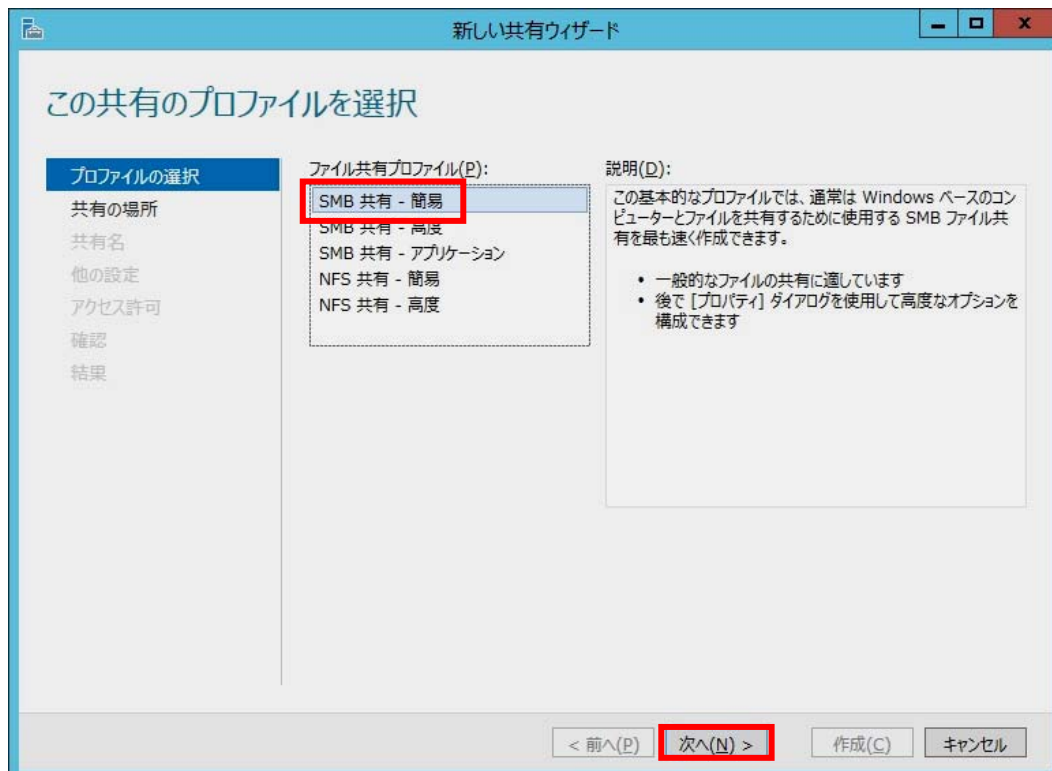 新しい共有ウィザード
この共有のプロファイルを選択
プロファイルの選択
共有の場所
共有名
他の設定
アクセス許可
確認
結果
ファイル共有プロファイル(P):
SMB 共有 - 簡易
SMB 共有 - 高度
SMB 共有 - アプリケーション
NFS 共有 - 簡易
NFS 共有 - 高度
説明(D):
この基本的なプロファイルでは、通常は Windows ベースのコン
ピューターとファイルを共有するために使用する SMB ファイル共
有を最も速く作成できます。
• 一般的なファイルの共有に適しています
• 後で [プロパティ] ダイアログを使用して高度なオプションを
構成できます
< 前へ(P)
次へ(N) >
作成(C)
キャンセル